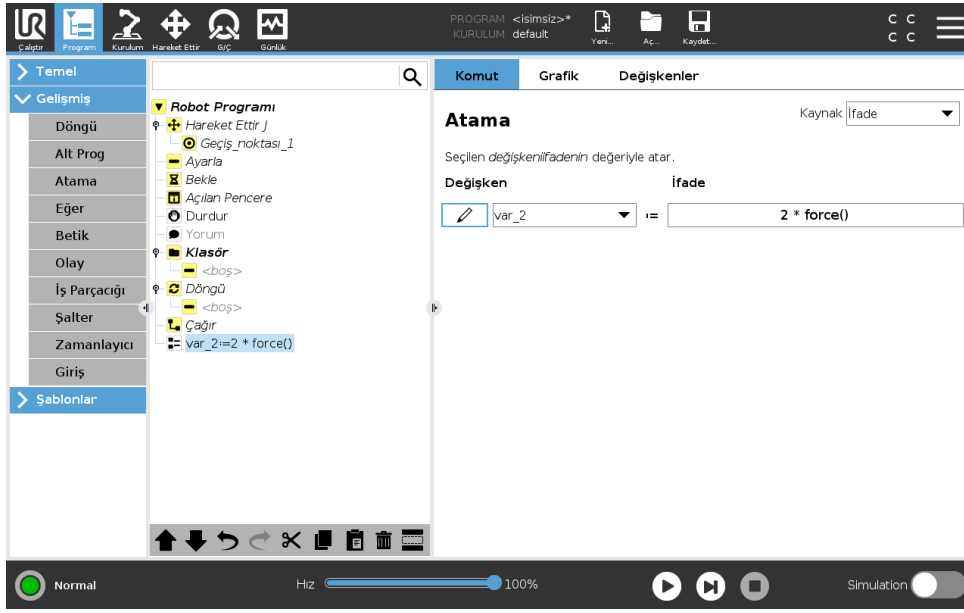 PROGRAM <isimsiz>*
KURULUM default
UR
Çalıştır
Program
Kurulum
Hareket Ettir
G/Ç
Günlük
Yeni...
Aç...
Kaydet...
C C
C C
Temel
Gelişmiş
Döngü
Alt Prog
Atama
Eğer
Betik
Olay
İş Parçacığı
Şalter
Zamanlayıcı
Giriş
Şablonlar
Robot Programı
Hareket Ettir J
Geçiş_noktası_1
Ayarla
Bekle
Açılan Pencere
Durdur
Yorum
Klasör
<boş>
Döngü
<boş>
Çağır
var_2≔2 * force()
Komut
Grafik
Değişkenler
Atama
Kaynak İfade
Seçilen değişkeniifadenin değeriyle atar.
Değişken
İfade
var_2
≔
2 * force()
Normal
Hız
100%
Simulation